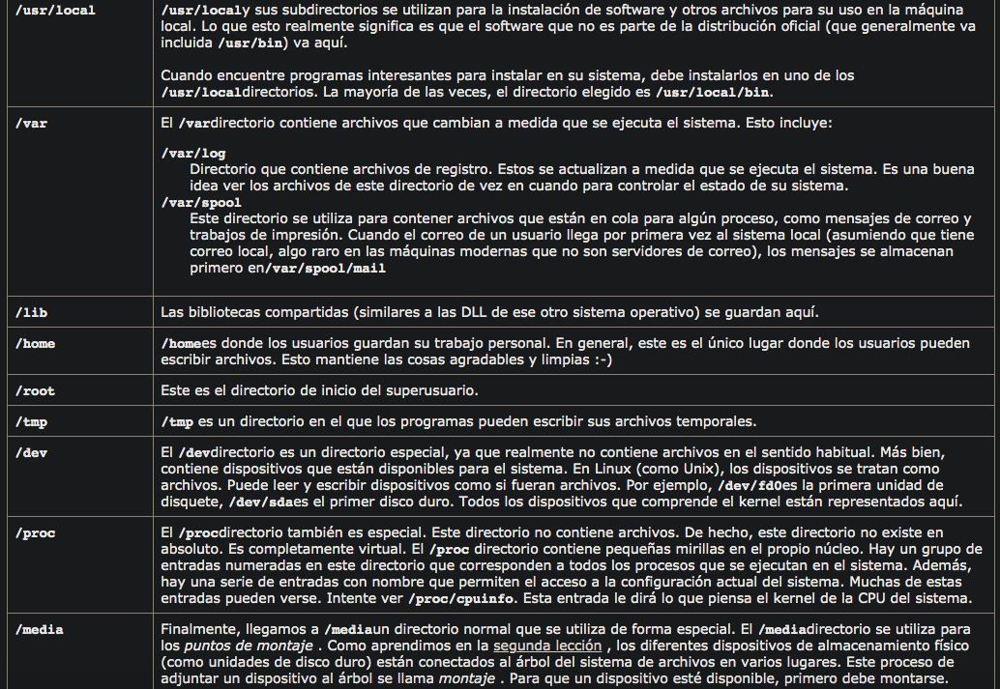 /usr/local
/usr/localy sus subdirectorios se utilizan para la instalación de software y otros archivos para su uso en la máquina
local. Lo que esto realmente significa es que el software que no es parte de la distribución oficial (que generalmente va
incluida /usr/bin) va aquí.
Cuando encuentre programas interesantes para instalar en su sistema, debe instalarlos en uno de los
/usr/localdirectorios. La mayoría de las veces, el directorio elegido es /usr/local/bin.
/var
El /vardirectorio contiene archivos que cambian a medida que se ejecuta el sistema. Esto incluye:
/var/log
Directorio que contiene archivos de registro. Estos se actualizan a medida que se ejecuta el sistema. Es una buena
idea ver los archivos de este directorio de vez en cuando para controlar el estado de su sistema.
/var/spool
Este directorio se utiliza para contener archivos que están en cola para algún proceso, como mensajes de correo y
trabajos de impresión. Cuando el correo de un usuario llega por primera vez al sistema local (asumiendo que tiene
correo local, algo raro en las máquinas modernas que no son servidores de correo), los mensajes se almacenan
primero en/var/spool/mail
/lib
Las bibliotecas compartidas (similares a las DLL de ese otro sistema operativo) se guardan aquí.
/home
/homees donde los usuarios guardan su trabajo personal. En general, este es el único lugar donde los usuarios pueden
escribir archivos. Esto mantiene las cosas agradables y limpias :-)
/root
Este es el directorio de inicio del superusuario.
/tmp
/tmp es un directorio en el que los programas pueden escribir sus archivos temporales.
/dev
El /devdirectorio es un directorio especial, ya que realmente no contiene archivos en el sentido habitual. Más bien,
contiene dispositivos que están disponibles para el sistema. En Linux (como Unix), los dispositivos se tratan como
archivos. Puede leer y escribir dispositivos como si fueran archivos. Por ejemplo, /dev/fd0es la primera unidad de
disquete, /dev/sdaes el primer disco duro. Todos los dispositivos que comprende el kernel están representados aquí.
/proc
El /procdirectorio también es especial. Este directorio no contiene archivos. De hecho, este directorio no existe en
absoluto. Es completamente virtual. El /proc directorio contiene pequeñas mirillas en el propio núcleo. Hay un grupo de
entradas numeradas en este directorio que corresponden a todos los procesos que se ejecutan en el sistema. Además,
hay una serie de entradas con nombre que permiten el acceso a la configuración actual del sistema. Muchas de estas
entradas pueden verse. Intente ver /proc/cpuinfo. Esta entrada le dirá lo que piensa el kernel de la CPU del sistema.
/media
Finalmente, llegamos a /mediaun directorio normal que se utiliza de forma especial. El /mediadirectorio se utiliza para
los puntos de montaje . Como aprendimos en la segunda lección , los diferentes dispositivos de almacenamiento físico
(como unidades de disco duro) están conectados al árbol del sistema de archivos en varios lugares. Este proceso de
adjuntar un dispositivo al árbol se llama montaje . Para que un dispositivo esté disponible, primero debe montarse.